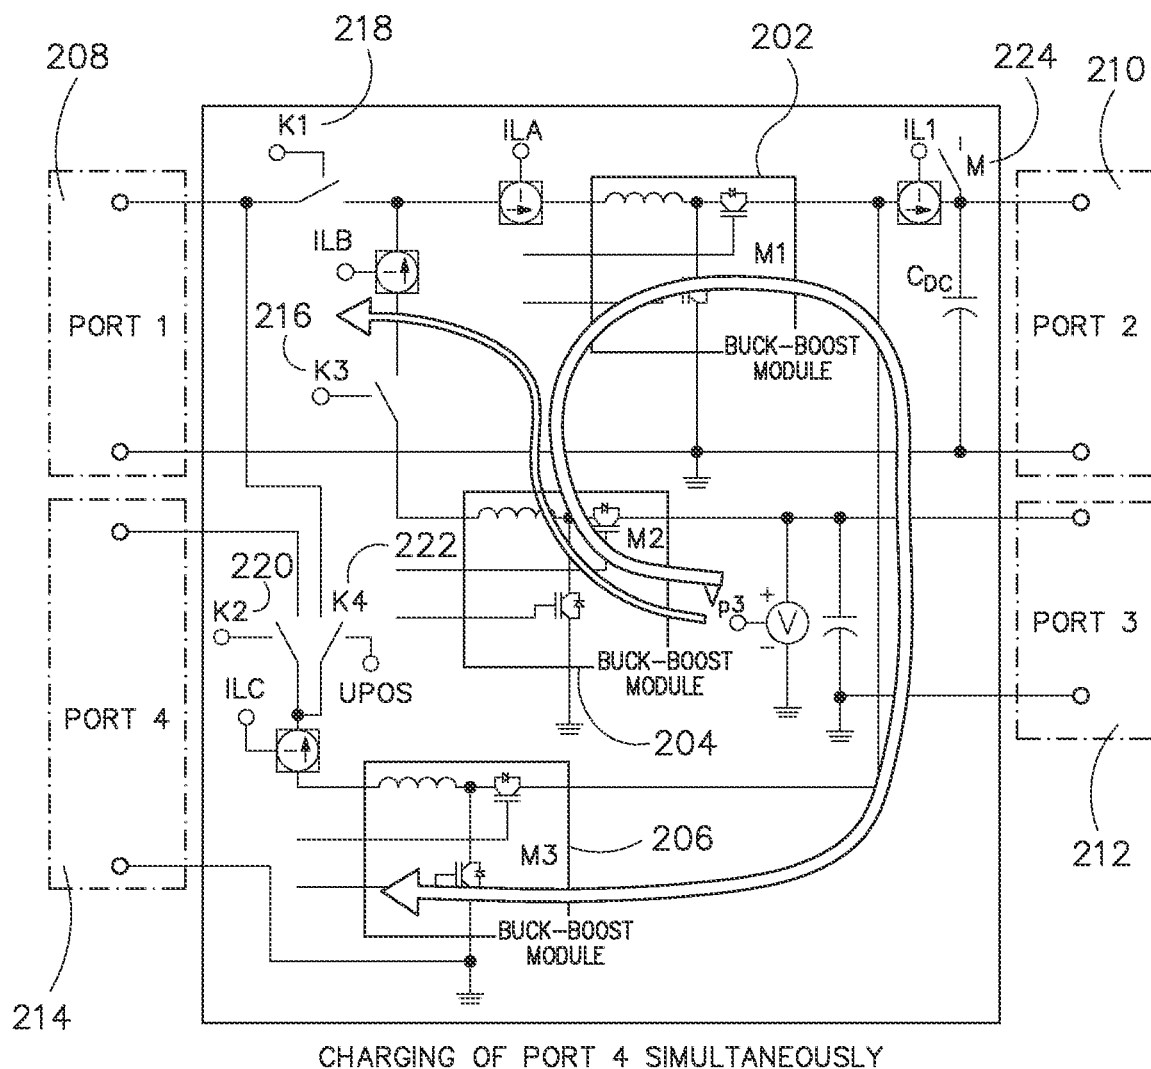 218
202
224
208
210
K1
ILA
IL1
M
ILB
M1
CDC
216
PORT 1
BUCK-BOOST
MODULE
PORT 2
K3
M2
222
220
Vp3
+
V
--
K2
K4
PORT 3
BUCK-BOOST
MODULE
UPOS
ILC
PORT 4
204
206
M3
212
BUCK-BOOST
MODULE
214
CHARGING OF PORT 4 SIMULTANEOUSLY